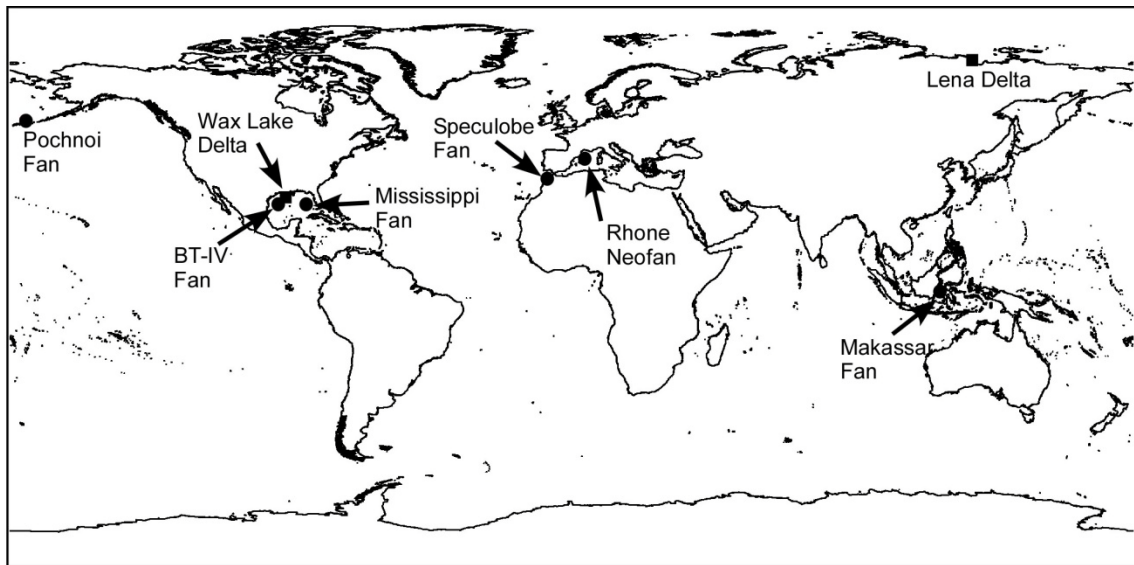 Lena Delta
Pochnoi
Fan
Wax Lake
Delta
Speculobe
Fan
Mississippi
Fan
BT-IV
Fan
Rhone
Neofan
Makassar
Fan